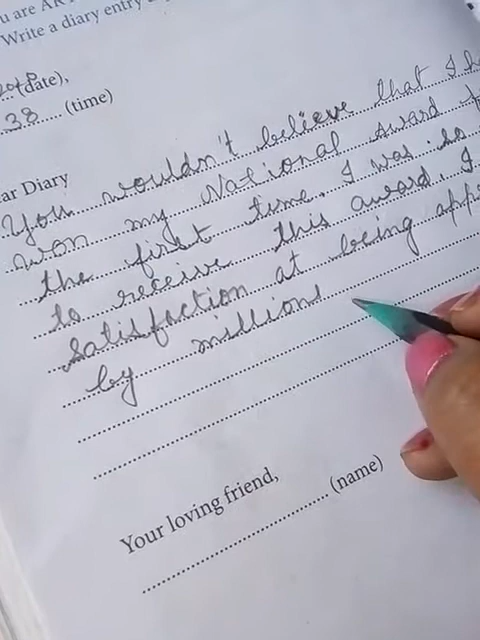 u are AR
Write a diary entry
(date),
38 (time)
ar Diary
You wouldn't believe that I
won my National Award
the first time. I was so
to receive this award. I
satisfaction at being app
by millions
Your loving friend,
(name)